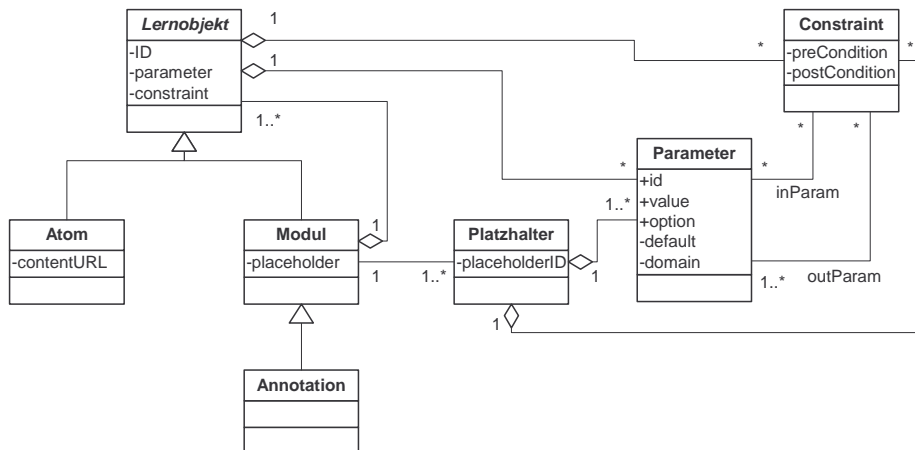 Lernobjekt
-ID
-parameter
-constraint
1
1
1..*
*
*
Constraint
-preCondition
-postCondition
*
*
*
Parameter
+id
+value
+option
-default
-domain
*
inParam
1..*
1..*
outParam
Atom
-contentURL
Modul
-placeholder
1
1
1..*
Platzhalter
-placeholderID
1
1
Annotation